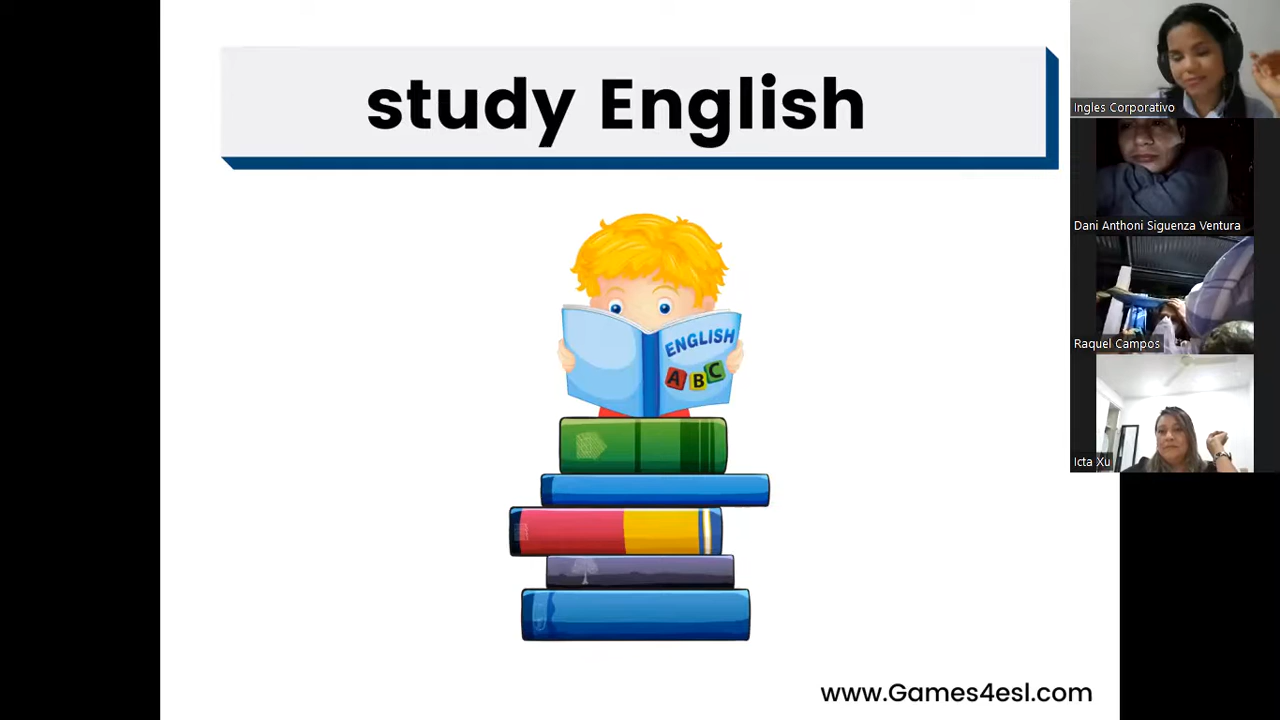 study English
ENGLISH
A B C
www.Games4esl.com
Ingles Corporativo
Dani Anthoni Siguenza Ventura
Raquel Campos
Icta Xu